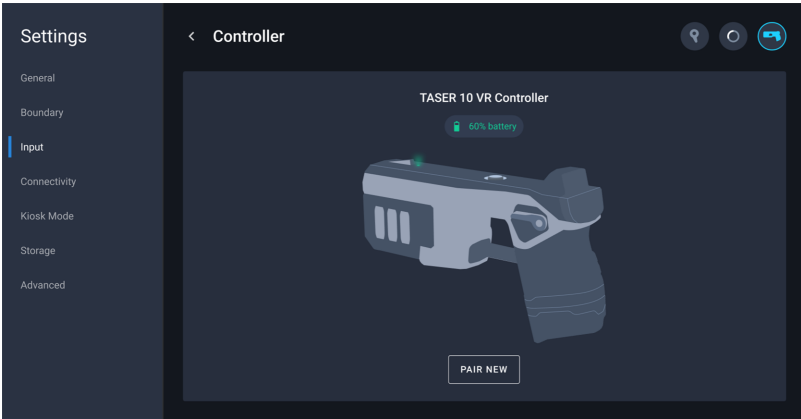 Settings
General
Boundary
Input
Connectivity
Kiosk Mode
Storage
Advanced
Controller
TASER 10 VR Controller
60% battery
PAIR NEW